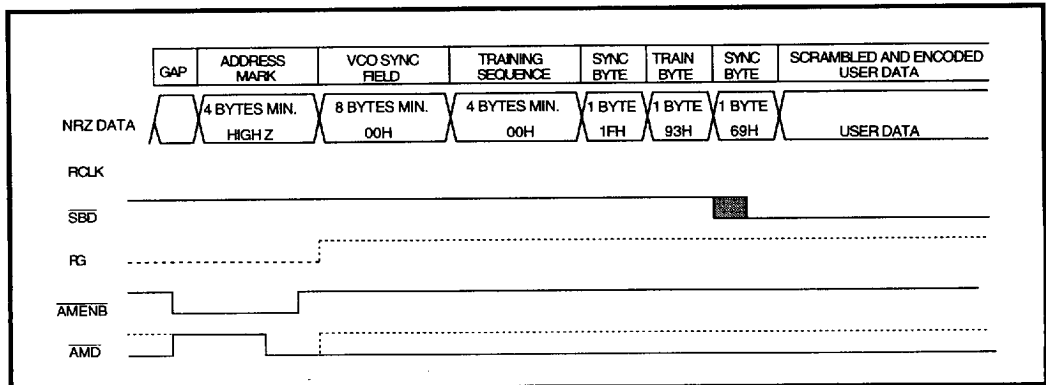 GAP
ADDRESS MARK
VCO SYNC FIELD
TRAINING SEQUENCE
SYNC BYTE
TRAIN BYTE
SYNC BYTE
SCRAMBLED AND ENCODED USER DATA
NRZ DATA
4 BYTES MIN. HIGH Z
8 BYTES MIN. 00H
4 BYTES MIN. 00H
1 BYTE 1FH
1 BYTE 93H
1 BYTE 69H
USER DATA
RCLK
SBD
RG
AMENB
AMD